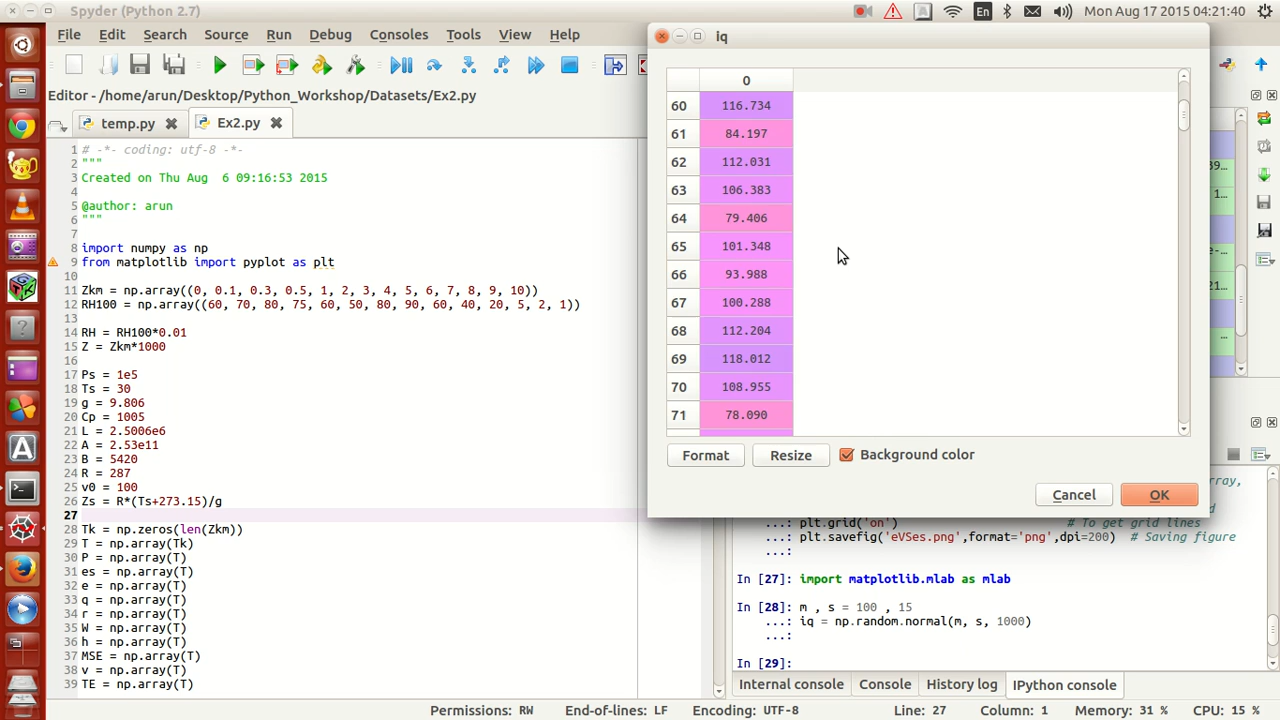 Spyder (Python 2.7)
En
Mon Aug 17 2015 04:21:40
File Edit Search Source Run Debug Consoles Tools View Help
Editor - /home/arun/Desktop/Python_Workshop/Datasets/Ex2.py
temp.py
Ex2.py
1 # -*- coding: utf-8 -*-
2 """
3 Created on Thu Aug  6 09:16:53 2015
4
5 @author: arun
6 """
7
8 import numpy as np
9 from matplotlib import pyplot as plt
10
11 Zkm = np.array((0, 0.1, 0.3, 0.5, 1, 2, 3, 4, 5, 6, 7, 8, 9, 10))
12 RH100 = np.array((60, 70, 80, 75, 60, 50, 80, 90, 60, 40, 20, 5, 2, 1))
13
14 RH = RH100*0.01
15 Z = Zkm*1000
16
17 Ps = 1e5
18 Ts = 30
19 g = 9.806
20 Cp = 1005
21 L = 2.5006e6
22 A = 2.53e11
23 B = 5420
24 R = 287
25 v0 = 100
26 Zs = R*(Ts+273.15)/g
27
28 Tk = np.zeros(len(Zkm))
29 T = np.array(Tk)
30 P = np.array(T)
31 es = np.array(T)
32 e = np.array(T)
33 q = np.array(T)
34 r = np.array(T)
35 W = np.array(T)
36 h = np.array(T)
37 MSE = np.array(T)
38 v = np.array(T)
39 TE = np.array(T)
iq
0
60 116.734
61 84.197
62 112.031
63 106.383
64 79.406
65 101.348
66 93.988
67 100.288
68 112.204
69 118.012
70 108.955
71 78.090
Format Resize Background color
Cancel OK
39...
1...
e-...
21...
...
rray,
d
...: plt.grid('on') # To get grid lines
...: plt.savefig('eVSes.png',format='png',dpi=200) # Saving figure
...:
In [27]: import matplotlib.mlab as mlab
In [28]: m , s = 100 , 15
...: iq = np.random.normal(m, s, 1000)
...:
In [29]:
Internal console Console History log IPython console
Permissions: RW End-of-lines: LF Encoding: UTF-8 Line: 27 Column: 1 Memory: 31 % CPU: 15 %